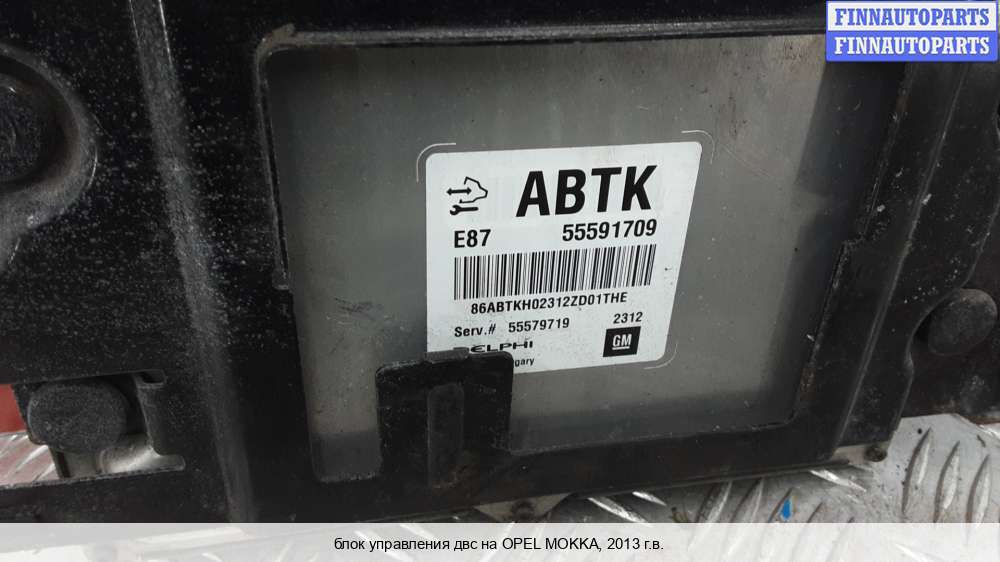 FINNAUTOPARTS
FINNAUTOPARTS
ABTK
E87 55591709
86ABTKH02312ZD01THE
Serv.# 55579719 2312
GM
блок управления двс на OPEL MOKKA, 2013 г.в.